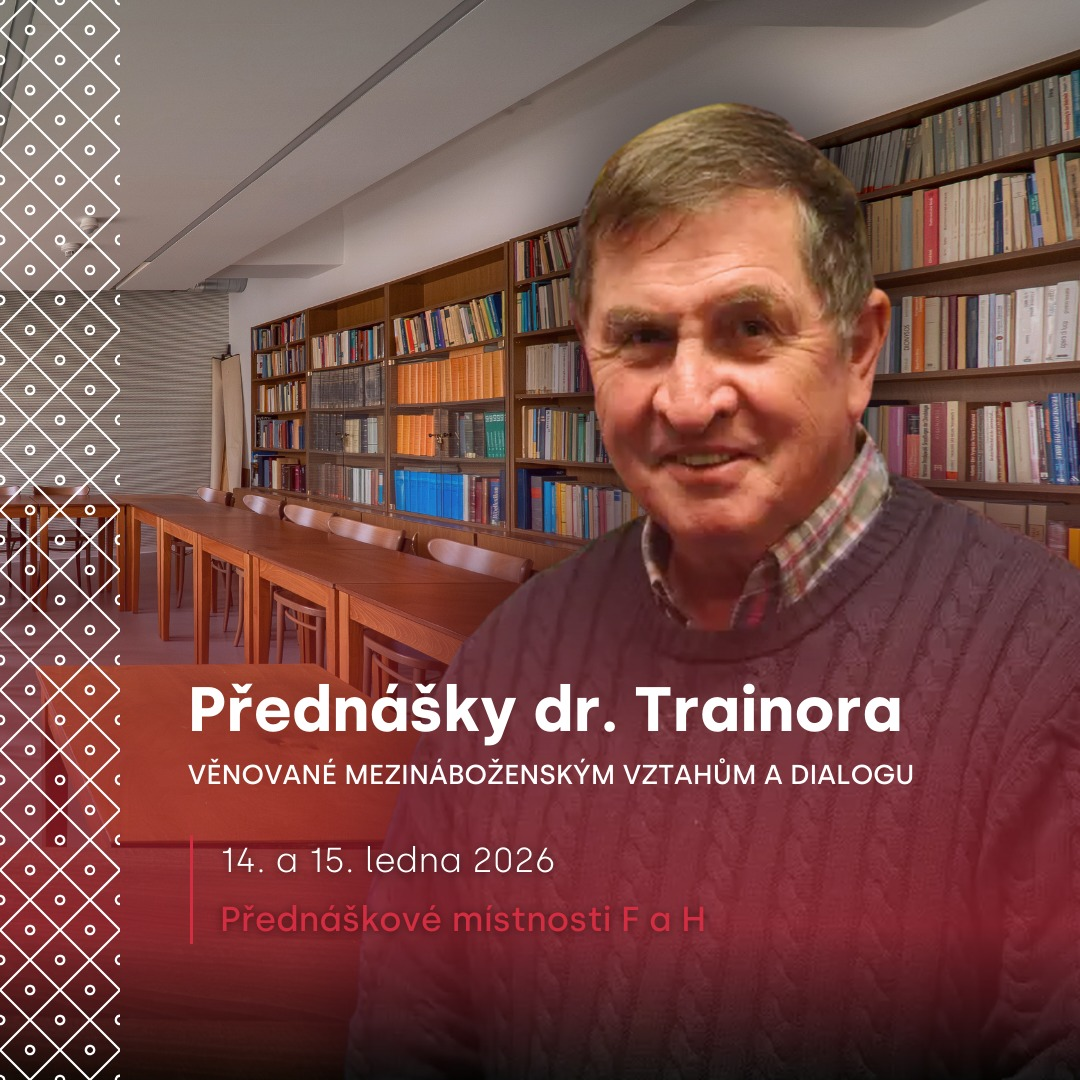 Přednášky dr. Trainora
VĚNOVANÉ MEZINÁBOŽENSKÝM VZTAHŮM A DIALOGU
14. a 15. ledna 2026
Přednáškové místnosti F a H